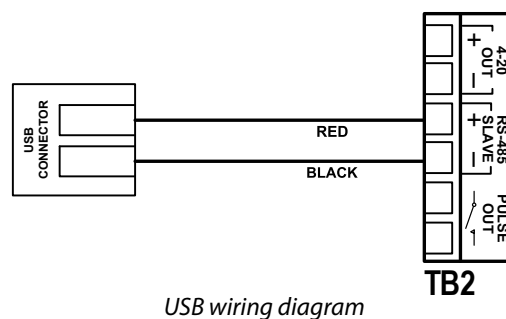 USB
CONNECTOR
RED
BLACK
+
-
4-20
OUT
+
-
RS-485
SLAVE
PULSE
OUT
TB2
USB wiring diagram